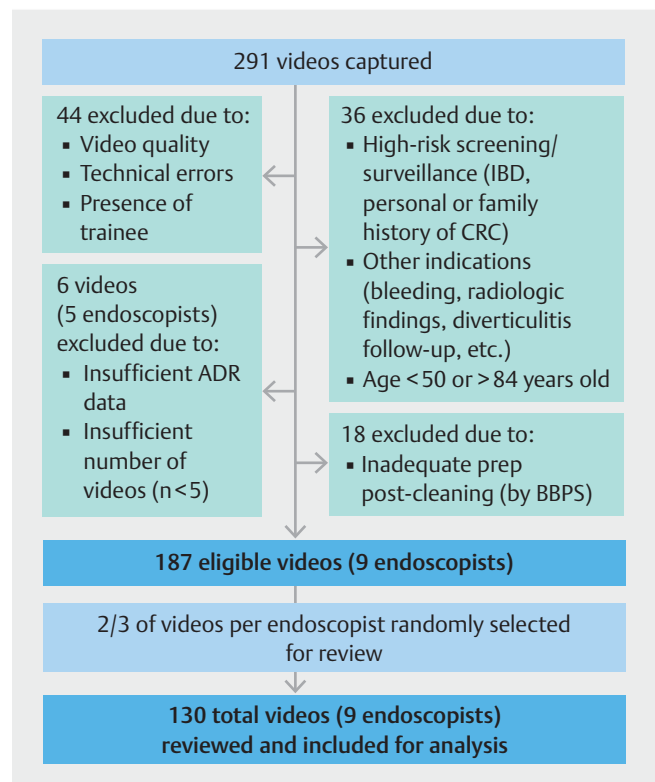 291 videos captured
44 excluded due to:
▪ Video quality
▪ Technical errors
▪ Presence of
trainee
36 excluded due to:
▪ High-risk screening/
surveillance (IBD,
personal or family
history of CRC)
▪ Other indications
(bleeding, radiologic
findings, diverticulitis
follow-up, etc.)
▪ Age <50 or >84 years old
6 videos
(5 endoscopists)
excluded due to:
▪ Insufficient ADR
data
▪ Insufficient
number of
videos (n<5)
18 excluded due to:
▪ Inadequate prep
post-cleaning (by BBPS)
187 eligible videos (9 endoscopists)
2/3 of videos per endoscopist randomly selected
for review
130 total videos (9 endoscopists)
reviewed and included for analysis